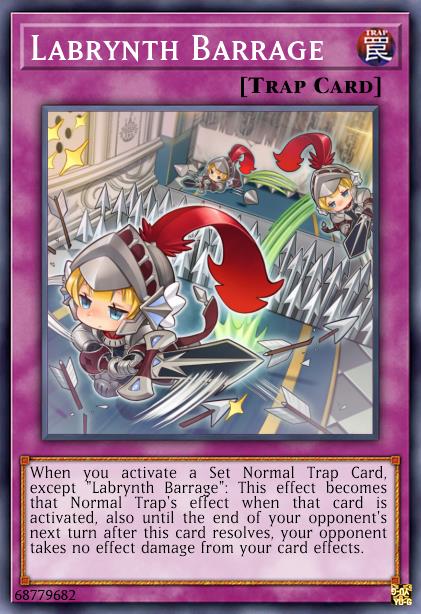 Labrynth Barrage
TRAP
罠
[Trap Card]
When you activate a Set Normal Trap Card,
except "Labrynth Barrage": This effect becomes
that Normal Trap's effect when that card is
activated, also until the end of your opponent's
next turn after this card resolves, your opponent
takes no effect damage from your card effects.
68779682